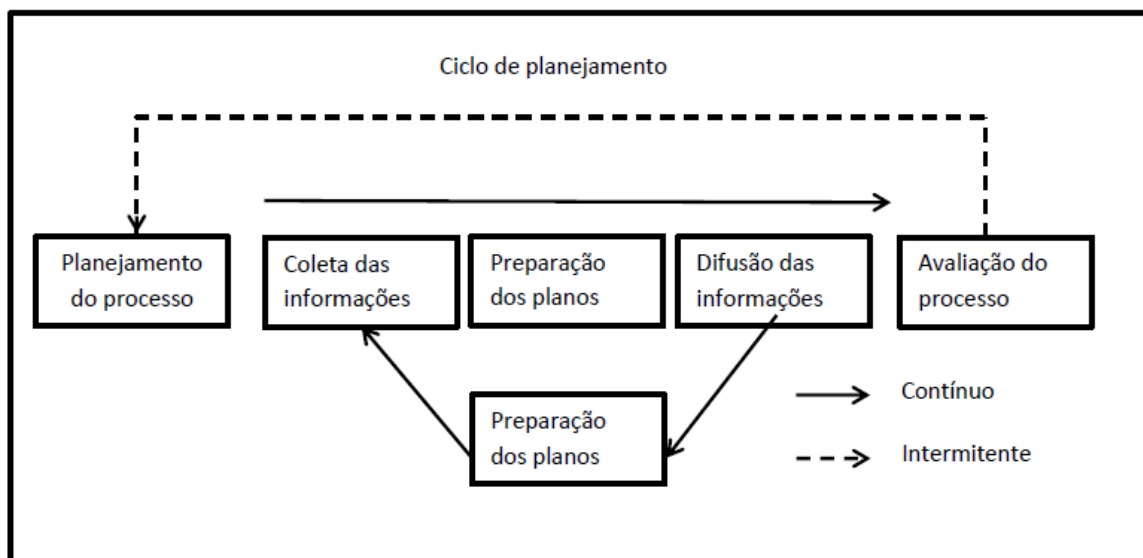 Ciclo de planejamento
Planejamento
do processo
Coleta das
informações
Preparação
dos planos
Difusão das
informações
Avaliação do
processo
Preparação
dos planos
Contínuo
Intermitente